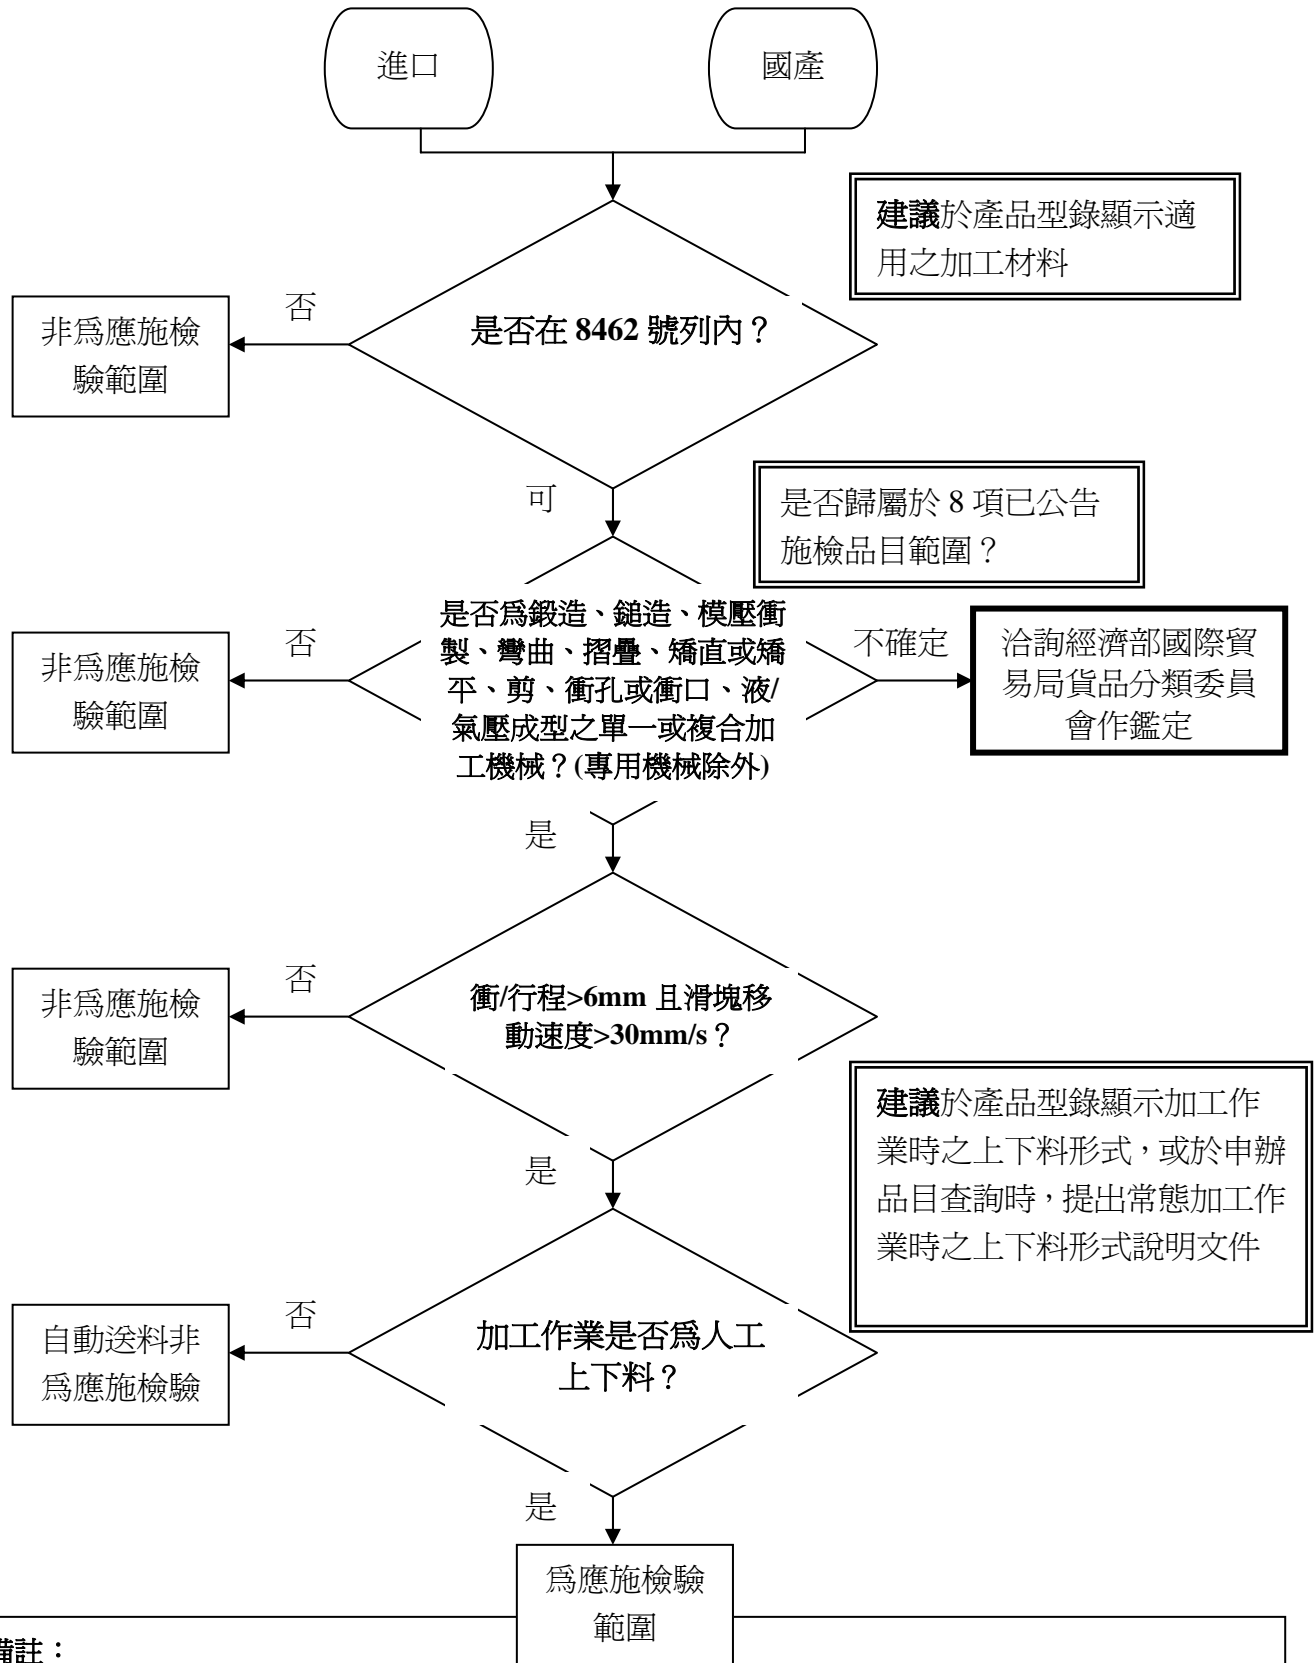 進口
國產
建議於產品型錄顯示適
用之加工材料
否
非為應施檢
驗範圍
是否在 8462 號列內？
可
是否歸屬於 8 項已公告
施檢品目範圍？
否
非為應施檢
驗範圍
是否為鍛造、鎚造、模壓衝
製、彎曲、摺疊、矯直或矯
平、剪、衝孔或衝口、液/
氣壓成型之單一或複合加
工機械？(專用機械除外)
不確定
洽詢經濟部國際貿
易局貨品分類委員
會作鑑定
是
否
非為應施檢
驗範圍
衝/行程>6mm 且滑塊移
動速度>30mm/s？
建議於產品型錄顯示加工作
業時之上下料形式，或於申辦
品目查詢時，提出常態加工作
業時之上下料形式說明文件
是
否
自動送料非
為應施檢驗
加工作業是否為人工
上下料？
是
為應施檢驗
範圍
備註：